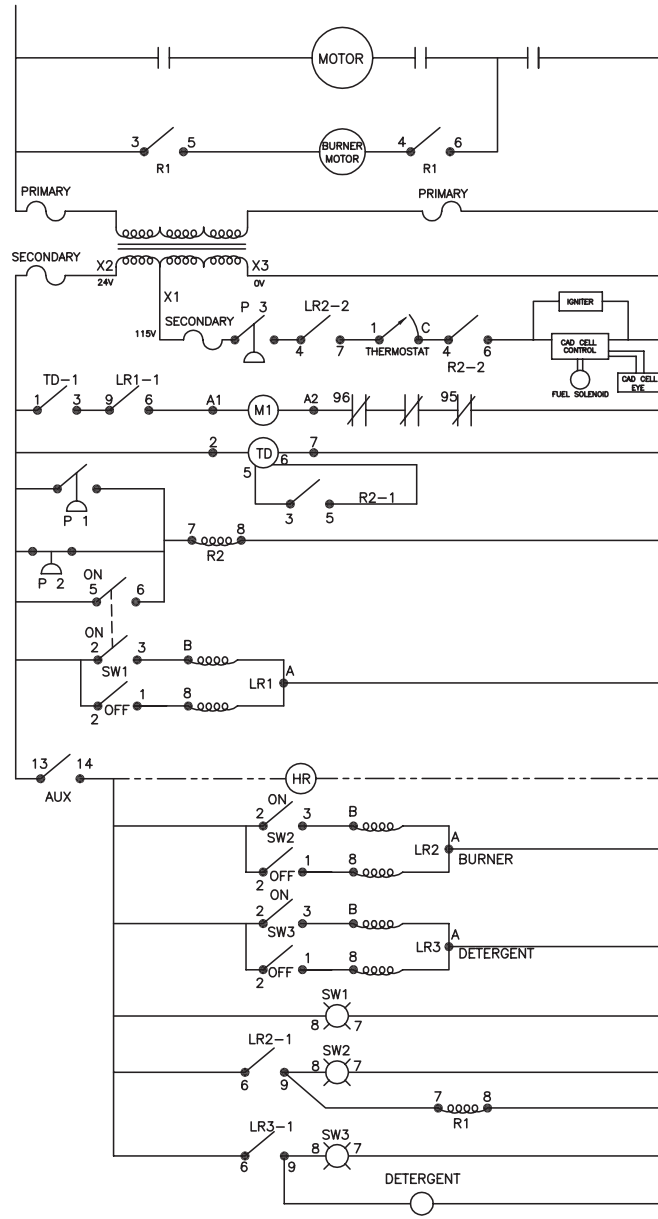 MOTOR
3 5 BURNER MOTOR 4 6
R1 R1
PRIMARY PRIMARY
SECONDARY X2 X3
24V 0V
X1
115V SECONDARY P 3 LR2-2
4 7 1 C 4 6
THERMOSTAT R2-2
IGNITER
CAD CELL CONTROL
FUEL SOLENOID
CAD CELL EYE
TD-1 LR1-1
1 3 9 6 A1 M1 A2 96 95
2 TD 7
5 6
3 5 R2-1
P 1
7 8
R2
P 2
ON
5 6
ON
2 3 B
SW1
LR1 A
2 OFF 1 8
13 14
AUX
HR
ON
2 3 B
SW2
LR2 A
BURNER
2 OFF 1 8
ON
2 3 B
SW3
LR3 A
DETERGENT
2 OFF 1 8
SW1
8 7
LR2-1 SW2
6 9 8 7
7 8
R1
LR3-1 SW3
6 9 8 7
DETERGENT